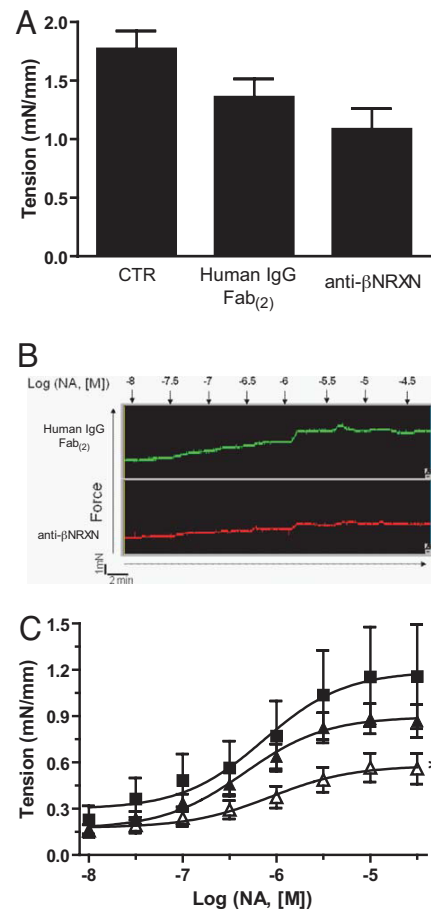 A
Tension (mN/mm)
2.0
1.5
1.0
0.5
0.0
CTR
Human IgG
Fab(2)
anti-βNRXN
B
Log (NA, [M])
-8 -7.5 -7 -6.5 -6 -5.5 -5 -4.5
Human IgG
Fab(2)
anti-βNRXN
Force
1mN
2 min
C
Tension (mN/mm)
1.5
1.2
0.9
0.6
0.3
0.0
*
-8 -7 -6 -5
Log (NA, [M])